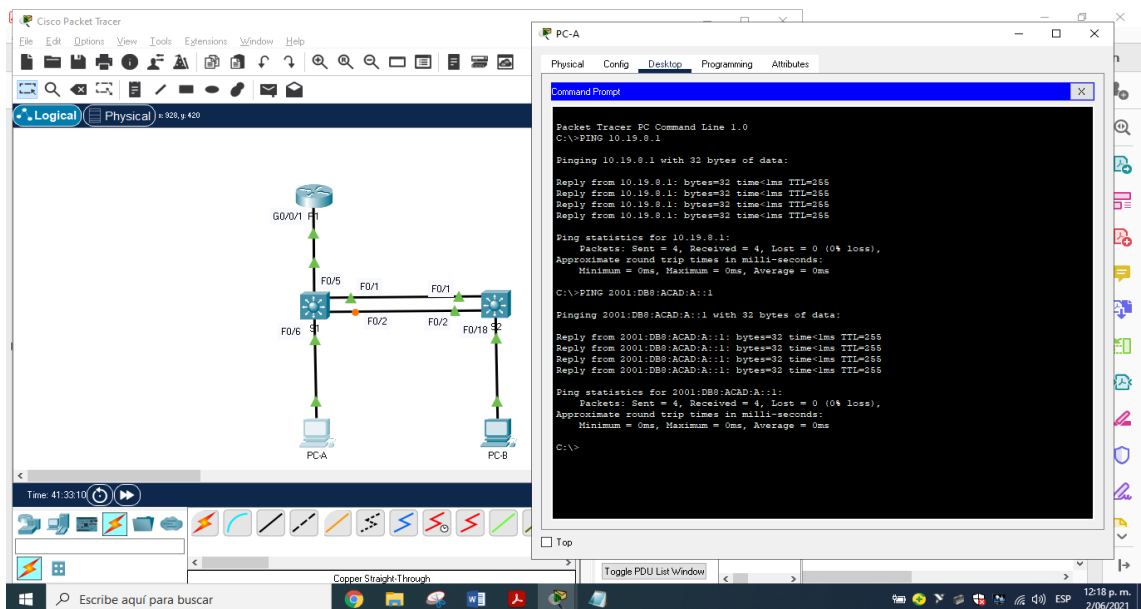 Cisco Packet Tracer
File Edit Options View Tools Extensions Window Help
Logical
Physical
x: 928, y: 420
G0/0/1 R1
F0/5
F0/1
F0/1
F0/2
F0/2
F0/6
S1
F0/18
S2
PC-A
PC-B
Time: 41:33:10
Copper Straight-Through
Toggle PDU List Window
PC-A
Physical Config Desktop Programming Attributes
Command Prompt
X
Packet Tracer PC Command Line 1.0
C:\>PING 10.19.8.1
Pinging 10.19.8.1 with 32 bytes of data:
Reply from 10.19.8.1: bytes=32 time<1ms TTL=255
Reply from 10.19.8.1: bytes=32 time<1ms TTL=255
Reply from 10.19.8.1: bytes=32 time<1ms TTL=255
Reply from 10.19.8.1: bytes=32 time<1ms TTL=255
Ping statistics for 10.19.8.1:
Packets: Sent = 4, Received = 4, Lost = 0 (0% loss),
Approximate round trip times in milli-seconds:
Minimum = 0ms, Maximum = 0ms, Average = 0ms
C:\>PING 2001:DB8:ACAD:A::1
Pinging 2001:DB8:ACAD:A::1 with 32 bytes of data:
Reply from 2001:DB8:ACAD:A::1: bytes=32 time<1ms TTL=255
Reply from 2001:DB8:ACAD:A::1: bytes=32 time<1ms TTL=255
Reply from 2001:DB8:ACAD:A::1: bytes=32 time<1ms TTL=255
Reply from 2001:DB8:ACAD:A::1: bytes=32 time<1ms TTL=255
Ping statistics for 2001:DB8:ACAD:A::1:
Packets: Sent = 4, Received = 4, Lost = 0 (0% loss),
Approximate round trip times in milli-seconds:
Minimum = 0ms, Maximum = 0ms, Average = 0ms
C:\>
Top
Escribe aquí para buscar
ESP
12:18 p. m.
2/06/2021